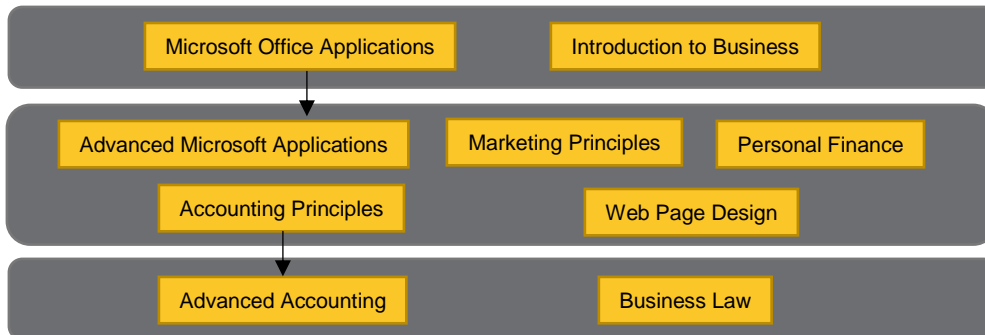 Microsoft Office Applications
Introduction to Business
Advanced Microsoft Applications
Marketing Principles
Personal Finance
Accounting Principles
Web Page Design
Advanced Accounting
Business Law